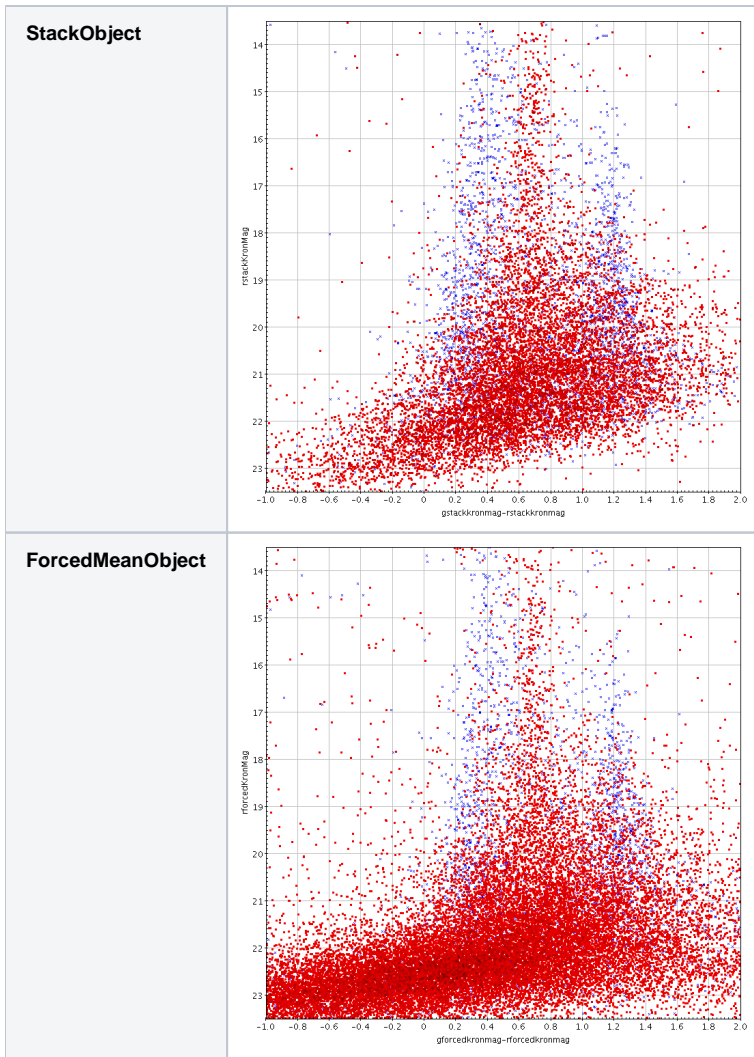 StackObject
14
15
16
17
18
19
20
21
22
23
rstackKronMag
-1.0 -0.8 -0.6 -0.4 -0.2 0 0.2 0.4 0.6 0.8 1.0 1.2 1.4 1.6 1.8 2.0
gstackkronmag-rstackkronmag
ForcedMeanObject
14
15
16
17
18
19
20
21
22
23
rforcedKronMag
-1.0 -0.8 -0.6 -0.4 -0.2 0 0.2 0.4 0.6 0.8 1.0 1.2 1.4 1.6 1.8 2.0
gforcedkronmag-rforcedkronmag